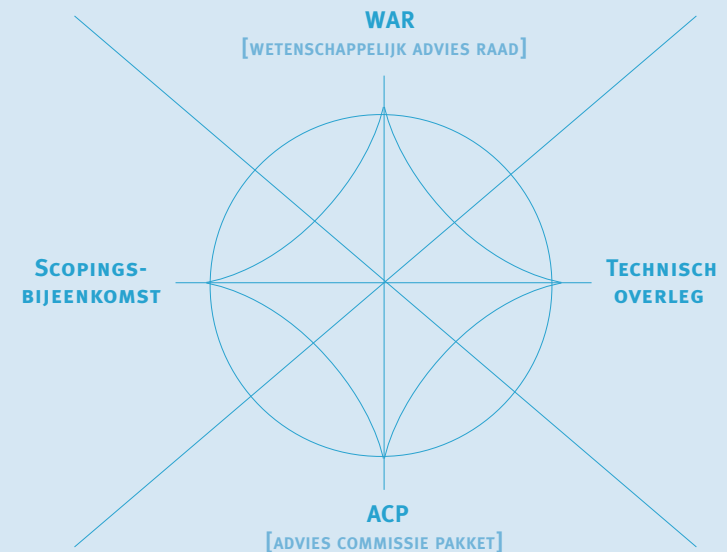 WAR
[WETENSCHAPPELIJK ADVIES RAAD]
SCOPINGS-
BIJEENKOMST
TECHNISCH
OVERLEG
ACP
[ADVIES COMMISSIE PAKKET]